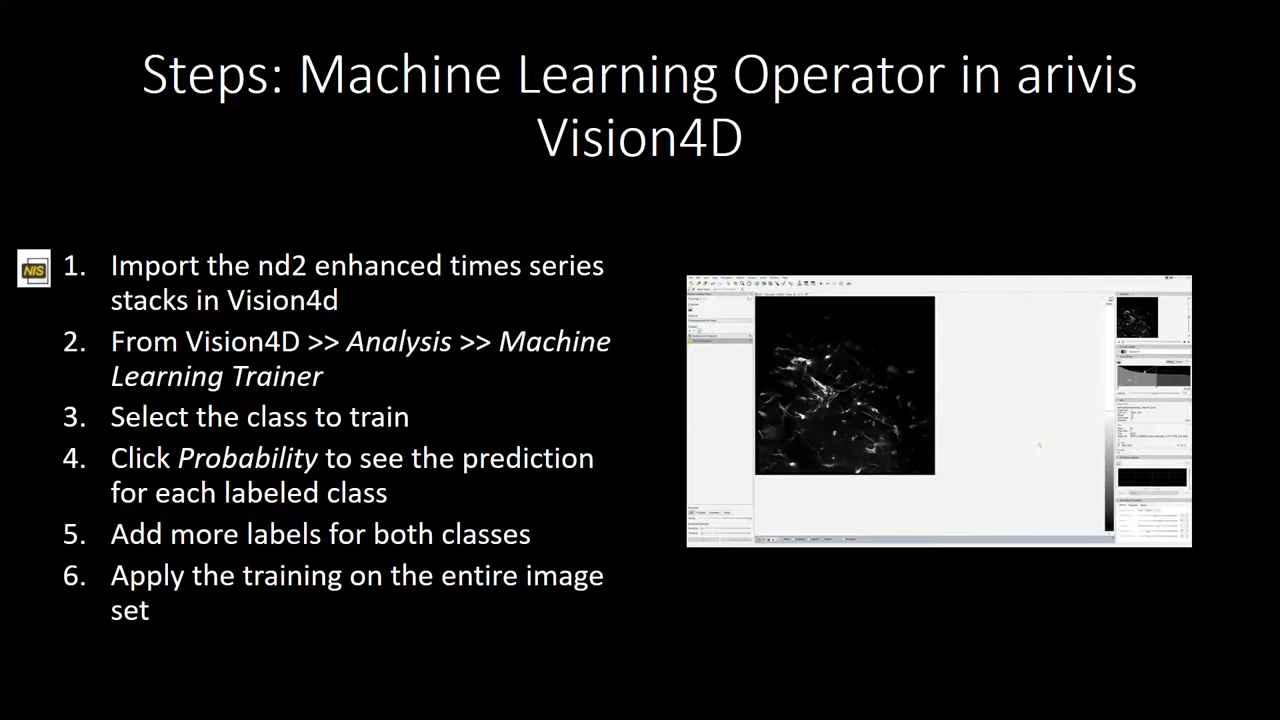 Steps: Machine Learning Operator in arivis
Vision4D
NIS
1. Import the nd2 enhanced times series
stacks in Vision4d
2. From Vision4D >> Analysis >> Machine
Learning Trainer
3. Select the class to train
4. Click Probability to see the prediction
for each labeled class
5. Add more labels for both classes
6. Apply the training on the entire image
set